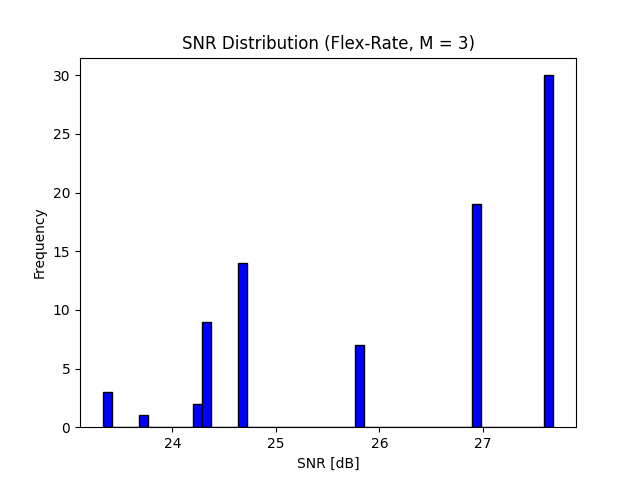 SNR Distribution (Flex-Rate, M = 3)
30
25
20
15
10
5
0
Frequency
24 25 26 27
SNR [dB]